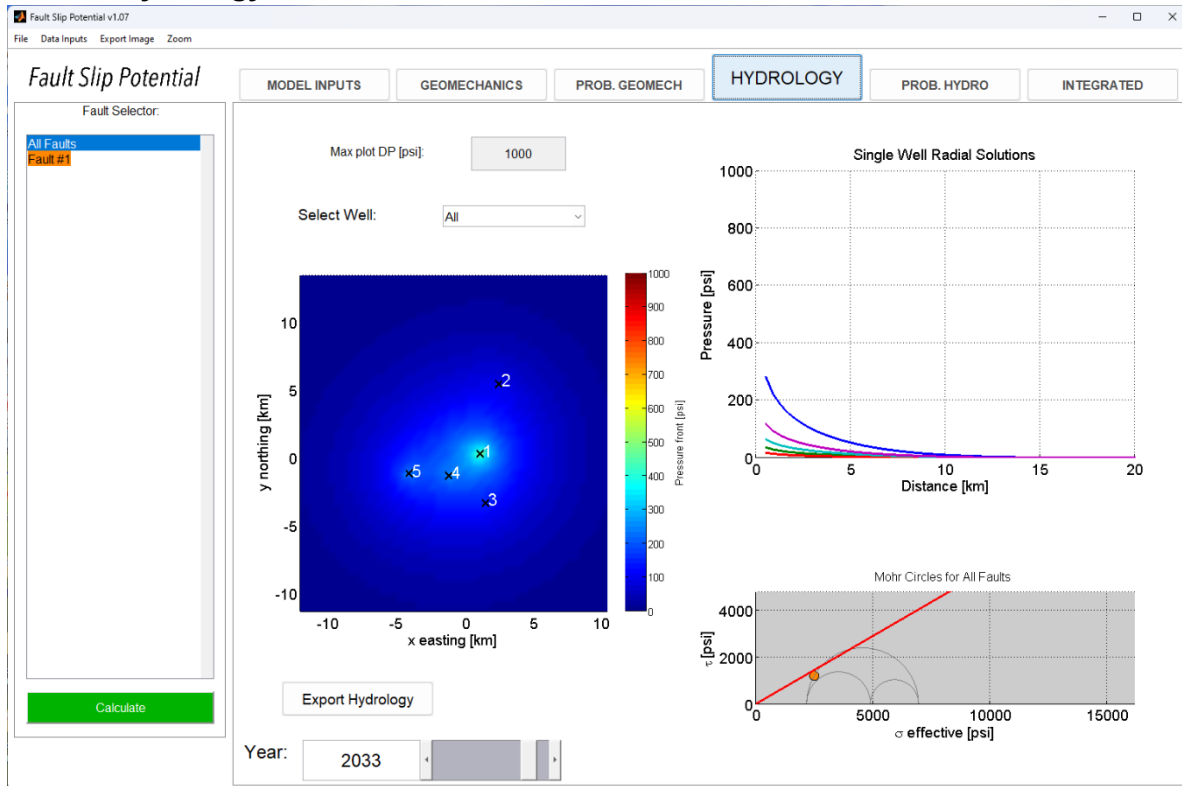 Fault Slip Potential v1.07
File Data Inputs Export Image Zoom
Fault Slip Potential
MODEL INPUTS GEOMECHANICS PROB. GEOMECH HYDROLOGY PROB. HYDRO INTEGRATED
Fault Selector:
All Faults
Fault #1
Calculate
Max plot DP [psi]: 1000
Select Well: All
10
5
0
-5
-10
y northing [km]
-10 -5 0 5 10
x easting [km]
2
1
5 4
3
1000
900
800
700
600
500
400
300
200
100
0
Pressure front [psi]
Export Hydrology
Year: 2033
Single Well Radial Solutions
1000
800
600
400
200
0
Pressure [psi]
0 5 10 15 20
Distance [km]
Mohr Circles for All Faults
4000
2000
0
τ [psi]
0 5000 10000 15000
σ effective [psi]